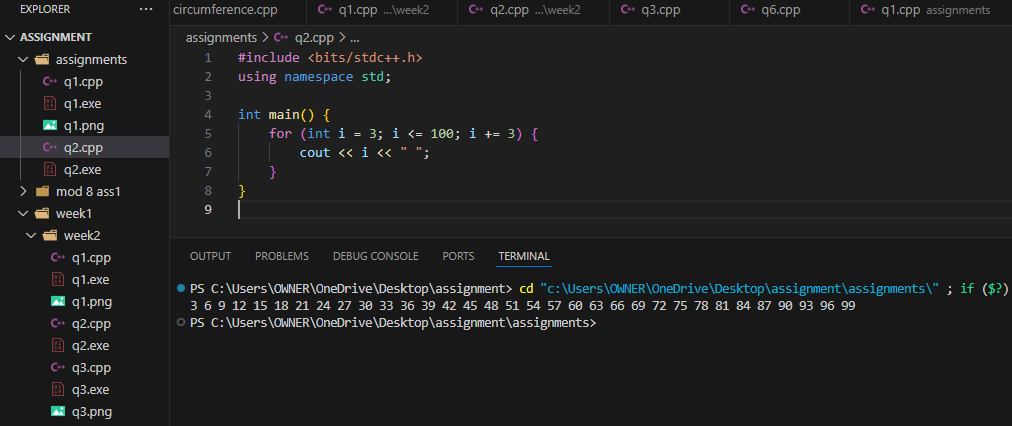 EXPLORER ...
ASSIGNMENT
assignments
C++ q1.cpp
q1.exe
q1.png
C++ q2.cpp
q2.exe
mod 8 ass1
week1
week2
C++ q1.cpp
q1.exe
q1.png
C++ q2.cpp
q2.exe
C++ q3.cpp
q3.exe
q3.png
circumference.cpp C++ q1.cpp ...\week2 C++ q2.cpp ...\week2 C++ q3.cpp C++ q6.cpp C++ q1.cpp assignments
assignments > C++ q2.cpp > ...
1 #include <bits/stdc++.h>
2 using namespace std;
3
4 int main() {
5 for (int i = 3; i <= 100; i += 3) {
6 cout << i << " ";
7 }
8 }
9
OUTPUT PROBLEMS DEBUG CONSOLE PORTS TERMINAL
PS C:\Users\OWNER\OneDrive\Desktop\assignment> cd "c:\Users\OWNER\OneDrive\Desktop\assignment\assignments\" ; if ($?)
3 6 9 12 15 18 21 24 27 30 33 36 39 42 45 48 51 54 57 60 63 66 69 72 75 78 81 84 87 90 93 96 99
PS C:\Users\OWNER\OneDrive\Desktop\assignment\assignments>